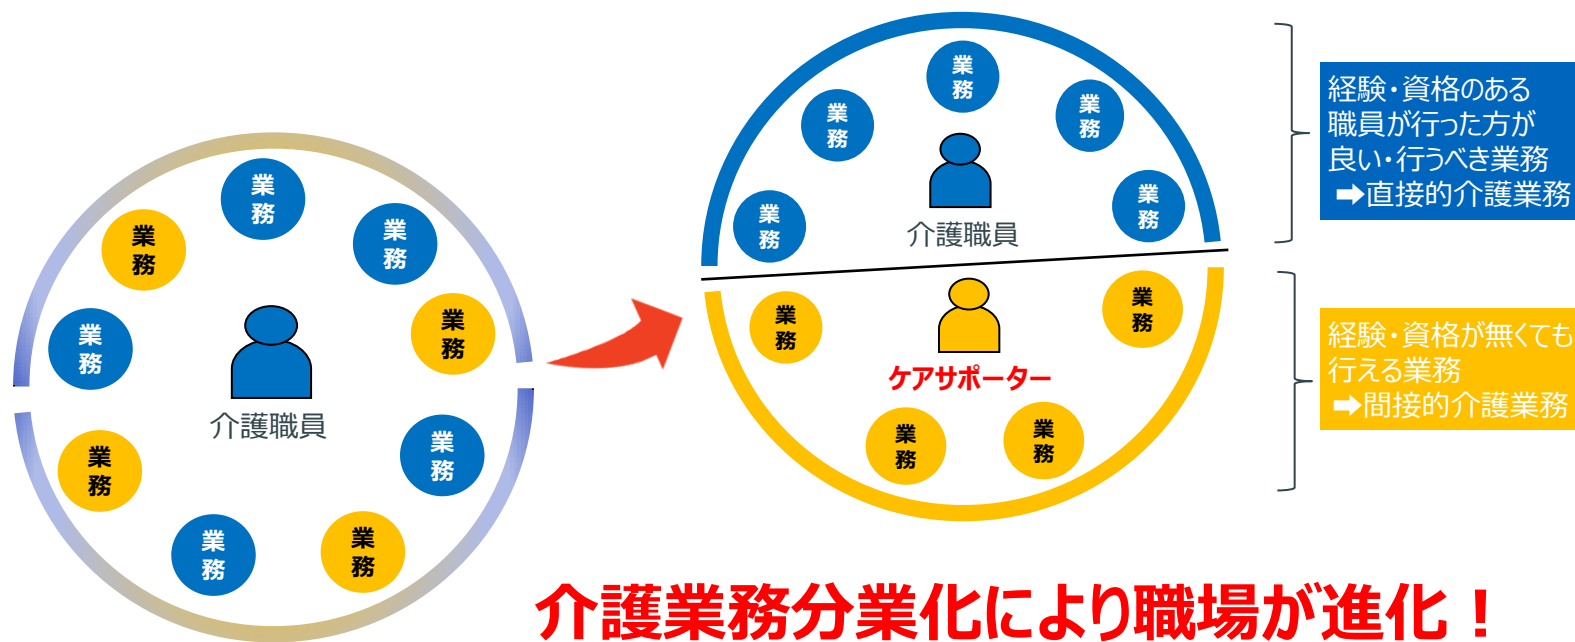 業務
業務
業務
業務
業務
業務
業務
業務
業務
業務
介護職員
業務
業務
業務
業務
業務
介護職員
業務
業務
ケアサポーター
業務
業務
経験・資格のある
職員が行った方が
良い・行うべき業務
➡直接的介護業務
経験・資格が無くても
行える業務
➡間接的介護業務
介護業務分業化により職場が進化！